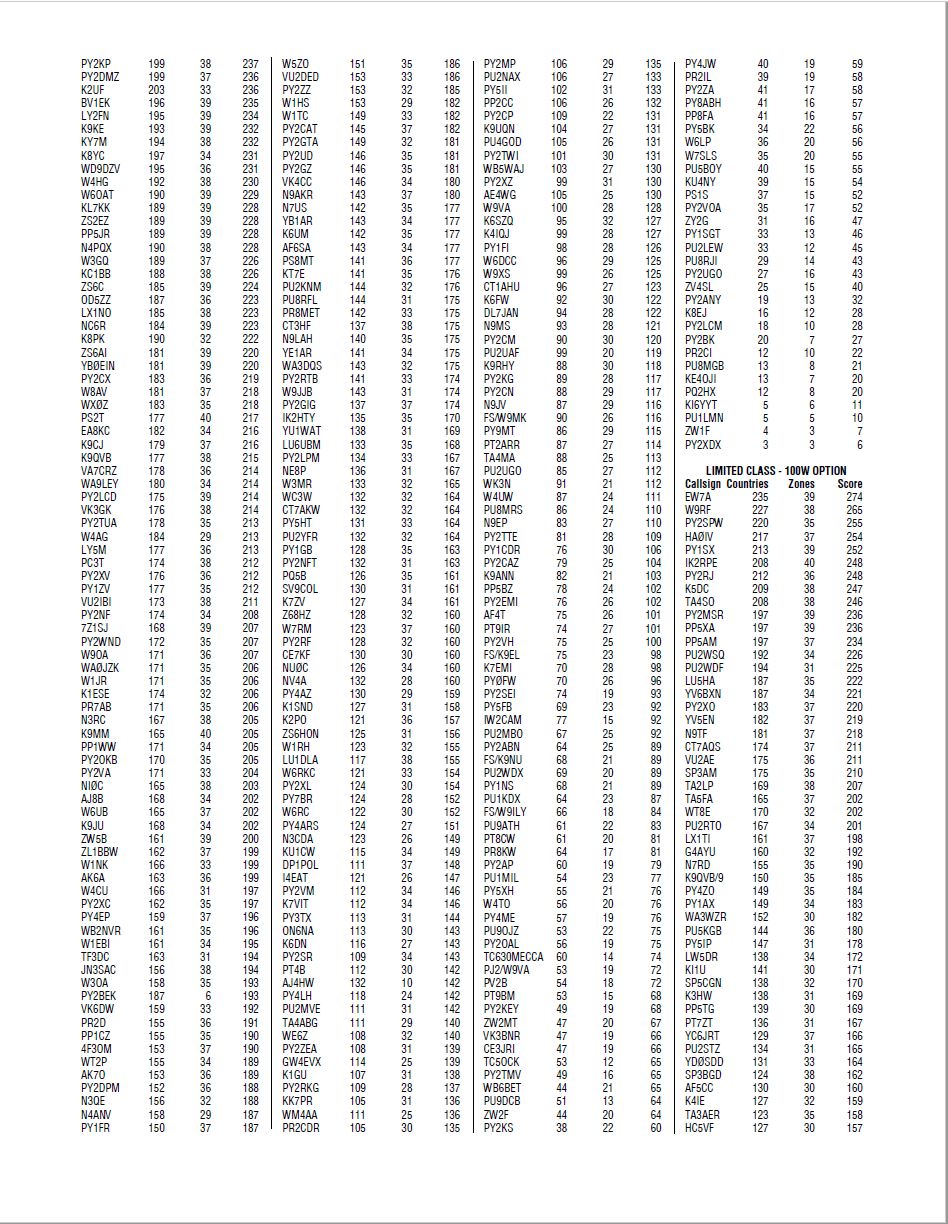 PY2KP 199 38 237
PY2DMZ 199 37 236
K2UF 203 33 236
BV1EK 196 39 235
LY2FN 195 39 234
K9KE 193 39 232
KY7M 194 38 232
K8YC 197 34 231
WD9DZV 195 36 231
W4HG 192 38 230
W6OAT 190 39 229
KL7KK 189 39 228
ZS2EZ 189 39 228
PP5JR 189 39 228
N4PQX 190 38 228
W3GQ 189 37 226
KC1BB 188 38 226
ZS6C 185 39 224
OD5ZZ 187 36 223
LX1NO 185 38 223
NC6R 184 39 223
K8PK 190 32 222
ZS6AI 181 39 220
YBØEIN 181 39 220
PY2CX 183 36 219
W8AV 181 37 218
WXØZ 183 35 218
PS2T 177 40 217
EA8KC 182 34 216
K9CJ 179 37 216
K9QVB 177 38 215
VA7CRZ 178 36 214
WA9LEY 180 34 214
PY2LCD 175 39 214
VK3GK 176 38 214
PY2TUA 178 35 213
W4AG 184 29 213
LY5M 177 36 213
PC3T 174 38 212
PY2XV 176 36 212
PY1ZV 177 35 212
VU2IBI 173 38 211
PY2NF 174 34 208
7Z1SJ 168 39 207
PY2WND 172 35 207
W9OA 171 36 207
WAØJZK 171 35 206
W1JR 171 35 206
K1ESE 174 32 206
PR7AB 171 35 206
N3RC 167 38 205
K9MM 165 40 205
PP1WW 171 34 205
PY2OKB 170 35 205
PY2VA 171 33 204
NIØC 165 38 203
AJ8B 168 34 202
W6UB 165 37 202
K9JU 168 34 202
ZW5B 161 39 200
ZL1BBW 162 37 199
W1NK 166 33 199
AK6A 163 36 199
W4CU 166 31 197
PY2XC 162 35 197
PY4EP 159 37 196
WB2NVR 161 35 196
W1EBI 161 34 195
TF3DC 163 31 194
JN3SAC 156 38 194
W3OA 158 35 193
PY2BEK 187 6 193
VK6DW 159 33 192
PR2D 155 36 191
PP1CZ 155 35 190
4F3OM 153 37 190
WT2P 155 34 189
AK7O 153 36 189
PY2DPM 152 36 188
N3QE 156 32 188
N4ANV 158 29 187
PY1FR 150 37 187
W5ZO 151 35 186
VU2DED 153 33 186
PY2ZZ 153 32 185
W1HS 153 29 182
W1TC 149 33 182
PY2CAT 145 37 182
PY2GTA 149 32 181
PY2UD 146 35 181
PY2GZ 146 35 181
VK4CC 146 34 180
N9AKR 143 37 180
N7US 142 35 177
YB1AR 143 34 177
K6UM 142 35 177
AF6SA 143 34 177
PS8MT 141 36 177
KT7E 141 35 176
PU2KNM 144 32 176
PU8RFL 144 31 175
PR8MET 142 33 175
CT3HF 137 38 175
N9LAH 140 35 175
YE1AR 141 34 175
WA3DQS 143 32 175
PY2RTB 141 33 174
W9JJB 143 31 174
PY2GIG 137 37 174
IK2HTY 135 35 170
YU1WAT 138 31 169
LU6UBM 133 35 168
PY2LPM 134 33 167
NE8P 136 31 167
W3MR 133 32 165
WC3W 132 32 164
CT7AKW 132 32 164
PY5HT 131 33 164
PU2YFR 132 32 164
PY1GB 128 35 163
PY2NFT 132 31 163
PQ5B 126 35 161
SV9COL 130 31 161
K7ZV 127 34 161
Z68HZ 128 32 160
W7RM 123 37 160
PY2RF 128 32 160
CE7KF 130 30 160
NUØC 126 34 160
NV4A 132 28 160
PY4AZ 130 29 159
K1SND 127 31 158
K2PO 121 36 157
ZS6HON 125 31 156
W1RH 123 32 155
LU1DLA 117 38 155
W6RKC 121 33 154
PY2XL 124 30 154
PY7BR 124 28 152
W6RC 122 30 152
PY4ARS 124 27 151
N3CDA 123 26 149
KU1CW 115 34 149
DP1POL 111 37 148
I4EAT 121 26 147
PY2VM 112 34 146
K7VIT 112 34 146
PY3TX 113 31 144
ON6NA 113 30 143
K6DN 116 27 143
PY2SR 109 34 143
PT4B 112 30 142
AJ4HW 132 10 142
PY4LH 118 24 142
PU2MVE 111 31 142
TA4ABG 111 29 140
WE6Z 108 32 140
PY2ZEA 108 31 139
GW4EVX 114 25 139
K1GU 107 31 138
PY2RKG 109 28 137
KK7PR 105 31 136
WM4AA 111 25 136
PR2CDR 105 30 135
PY2MP 106 29 135
PU2NAX 106 27 133
PY5II 102 31 133
PP2CC 106 26 132
PY2CP 109 22 131
K9UQN 104 27 131
PU4GOD 105 26 131
PY2TWI 101 30 131
WB5WAJ 103 27 130
PY2XZ 99 31 130
AE4WG 105 25 130
W9VA 100 28 128
K6SZQ 95 32 127
K4IQJ 99 28 127
PY1FI 98 28 126
W6DCC 96 29 125
W9XS 99 26 125
CT1AHU 96 27 123
K6FW 92 30 122
DL7JAN 94 28 122
N9MS 93 28 121
PY2CM 90 30 120
PU2UAF 99 20 119
K9RHY 88 30 118
PY2KG 89 28 117
PY2CN 88 29 117
N9JV 87 29 116
FS/W9MK 90 26 116
PY9MT 86 29 115
PT2ARR 87 27 114
TA4MA 88 25 113
PU2UGO 85 27 112
WK3N 91 21 112
W4UW 87 24 111
PU8MRS 86 24 110
N9EP 83 27 110
PY2TTE 81 28 109
PY1CDR 76 30 106
PY2CAZ 79 25 104
K9ANN 82 21 103
PP5BZ 78 24 102
PY2EMI 76 26 102
AF4T 75 26 101
PT9IR 74 27 101
PY2VH 75 25 100
FS/K9EL 75 23 98
K7EMI 70 28 98
PYØFW 70 26 96
PY2SEI 74 19 93
PY5FB 69 23 92
IW2CAM 77 15 92
PU2MBO 67 25 92
PY2ABN 64 25 89
FS/K9NU 68 21 89
PU2WDX 69 20 89
PY1NS 68 21 89
PU1KDX 64 23 87
FS/W9ILY 66 18 84
PU9ATH 61 22 83
PT8CW 61 20 81
PR8KW 64 17 81
PY2AP 60 19 79
PU1MIL 54 23 77
PY5XH 55 21 76
W4TO 56 20 76
PY4ME 57 19 76
PU9OJZ 53 22 75
PY2OAL 56 19 75
TC630MECCA 60 14 74
PJ2/W9VA 53 19 72
PV2B 54 18 72
PT9BM 53 15 68
PY2KEY 49 19 68
ZW2MT 47 20 67
VK3BNR 47 19 66
CE3JRI 47 19 66
TC5OCK 53 12 65
PY2TMV 49 16 65
WB6BET 44 21 65
PU9DCB 51 13 64
ZW2F 44 20 64
PY2KS 38 22 60
PY4JW 40 19 59
PR2IL 39 19 58
PY2ZA 41 17 58
PY8ABH 41 16 57
PP8FA 41 16 57
PY5BK 34 22 56
W6LP 36 20 56
W7SLS 35 20 55
PU5BOY 40 15 55
KU4NY 39 15 54
PS1S 37 15 52
PY2VOA 35 17 52
ZY2G 31 16 47
PY1SGT 33 13 46
PU2LEW 33 12 45
PU8RJI 29 14 43
PY2UGO 27 16 43
ZV4SL 25 15 40
PY2ANY 19 13 32
K8EJ 16 12 28
PY2LCM 18 10 28
PY2BK 20 7 27
PR2CI 12 10 22
PU8MGB 13 8 21
KE4OJI 13 7 20
PQ2HX 12 8 20
KI6YYT 5 6 11
PU1LMN 5 5 10
ZW1F 4 3 7
PY2XDX 3 3 6
LIMITED CLASS - 100W OPTION
Callsign Countries Zones Score
EW7A 235 39 274
W9RF 227 38 265
PY2SPW 220 35 255
HAØIV 217 37 254
PY1SX 213 39 252
IK2RPE 208 40 248
PY2RJ 212 36 248
K5DC 209 38 247
TA4SO 208 38 246
PY2MSR 197 39 236
PP5XA 197 39 236
PP5AM 197 37 234
PU2WSQ 192 34 226
PU2WDF 194 31 225
LU5HA 187 35 222
YV6BXN 187 34 221
PY2XO 183 37 220
YV5EN 182 37 219
N9TF 181 37 218
CT7AQS 174 37 211
VU2AE 175 36 211
SP3AM 175 35 210
TA2LP 169 38 207
TA5FA 165 37 202
WT8E 170 32 202
PU2RTO 167 34 201
LX1TI 161 37 198
G4AYU 160 32 192
N7RD 155 35 190
K9QVB/9 150 35 185
PY4ZO 149 35 184
PY1AX 149 34 183
WA3WZR 152 30 182
PU5KGB 144 36 180
PY5IP 147 31 178
LW5DR 138 34 172
KI1U 141 30 171
SP5CGN 138 32 170
K3HW 138 31 169
PP5TG 139 30 169
PT7ZT 136 31 167
YC6JRT 129 37 166
PU2STZ 134 31 165
YDØSDD 131 33 164
SP3BGD 124 38 162
AF5CC 130 30 160
K4IE 127 32 159
TA3AER 123 35 158
HC5VF 127 30 157